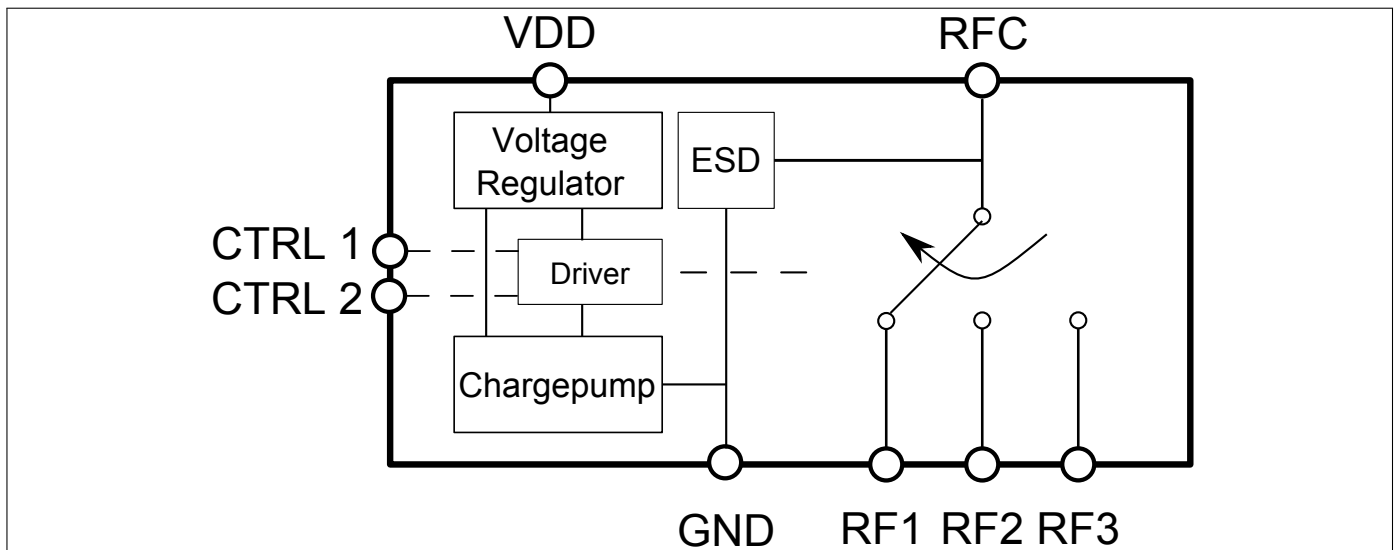 VDD
RFC
Voltage
Regulator
ESD
CTRL 1
CTRL 2
Driver
Chargepump
GND
RF1
RF2
RF3